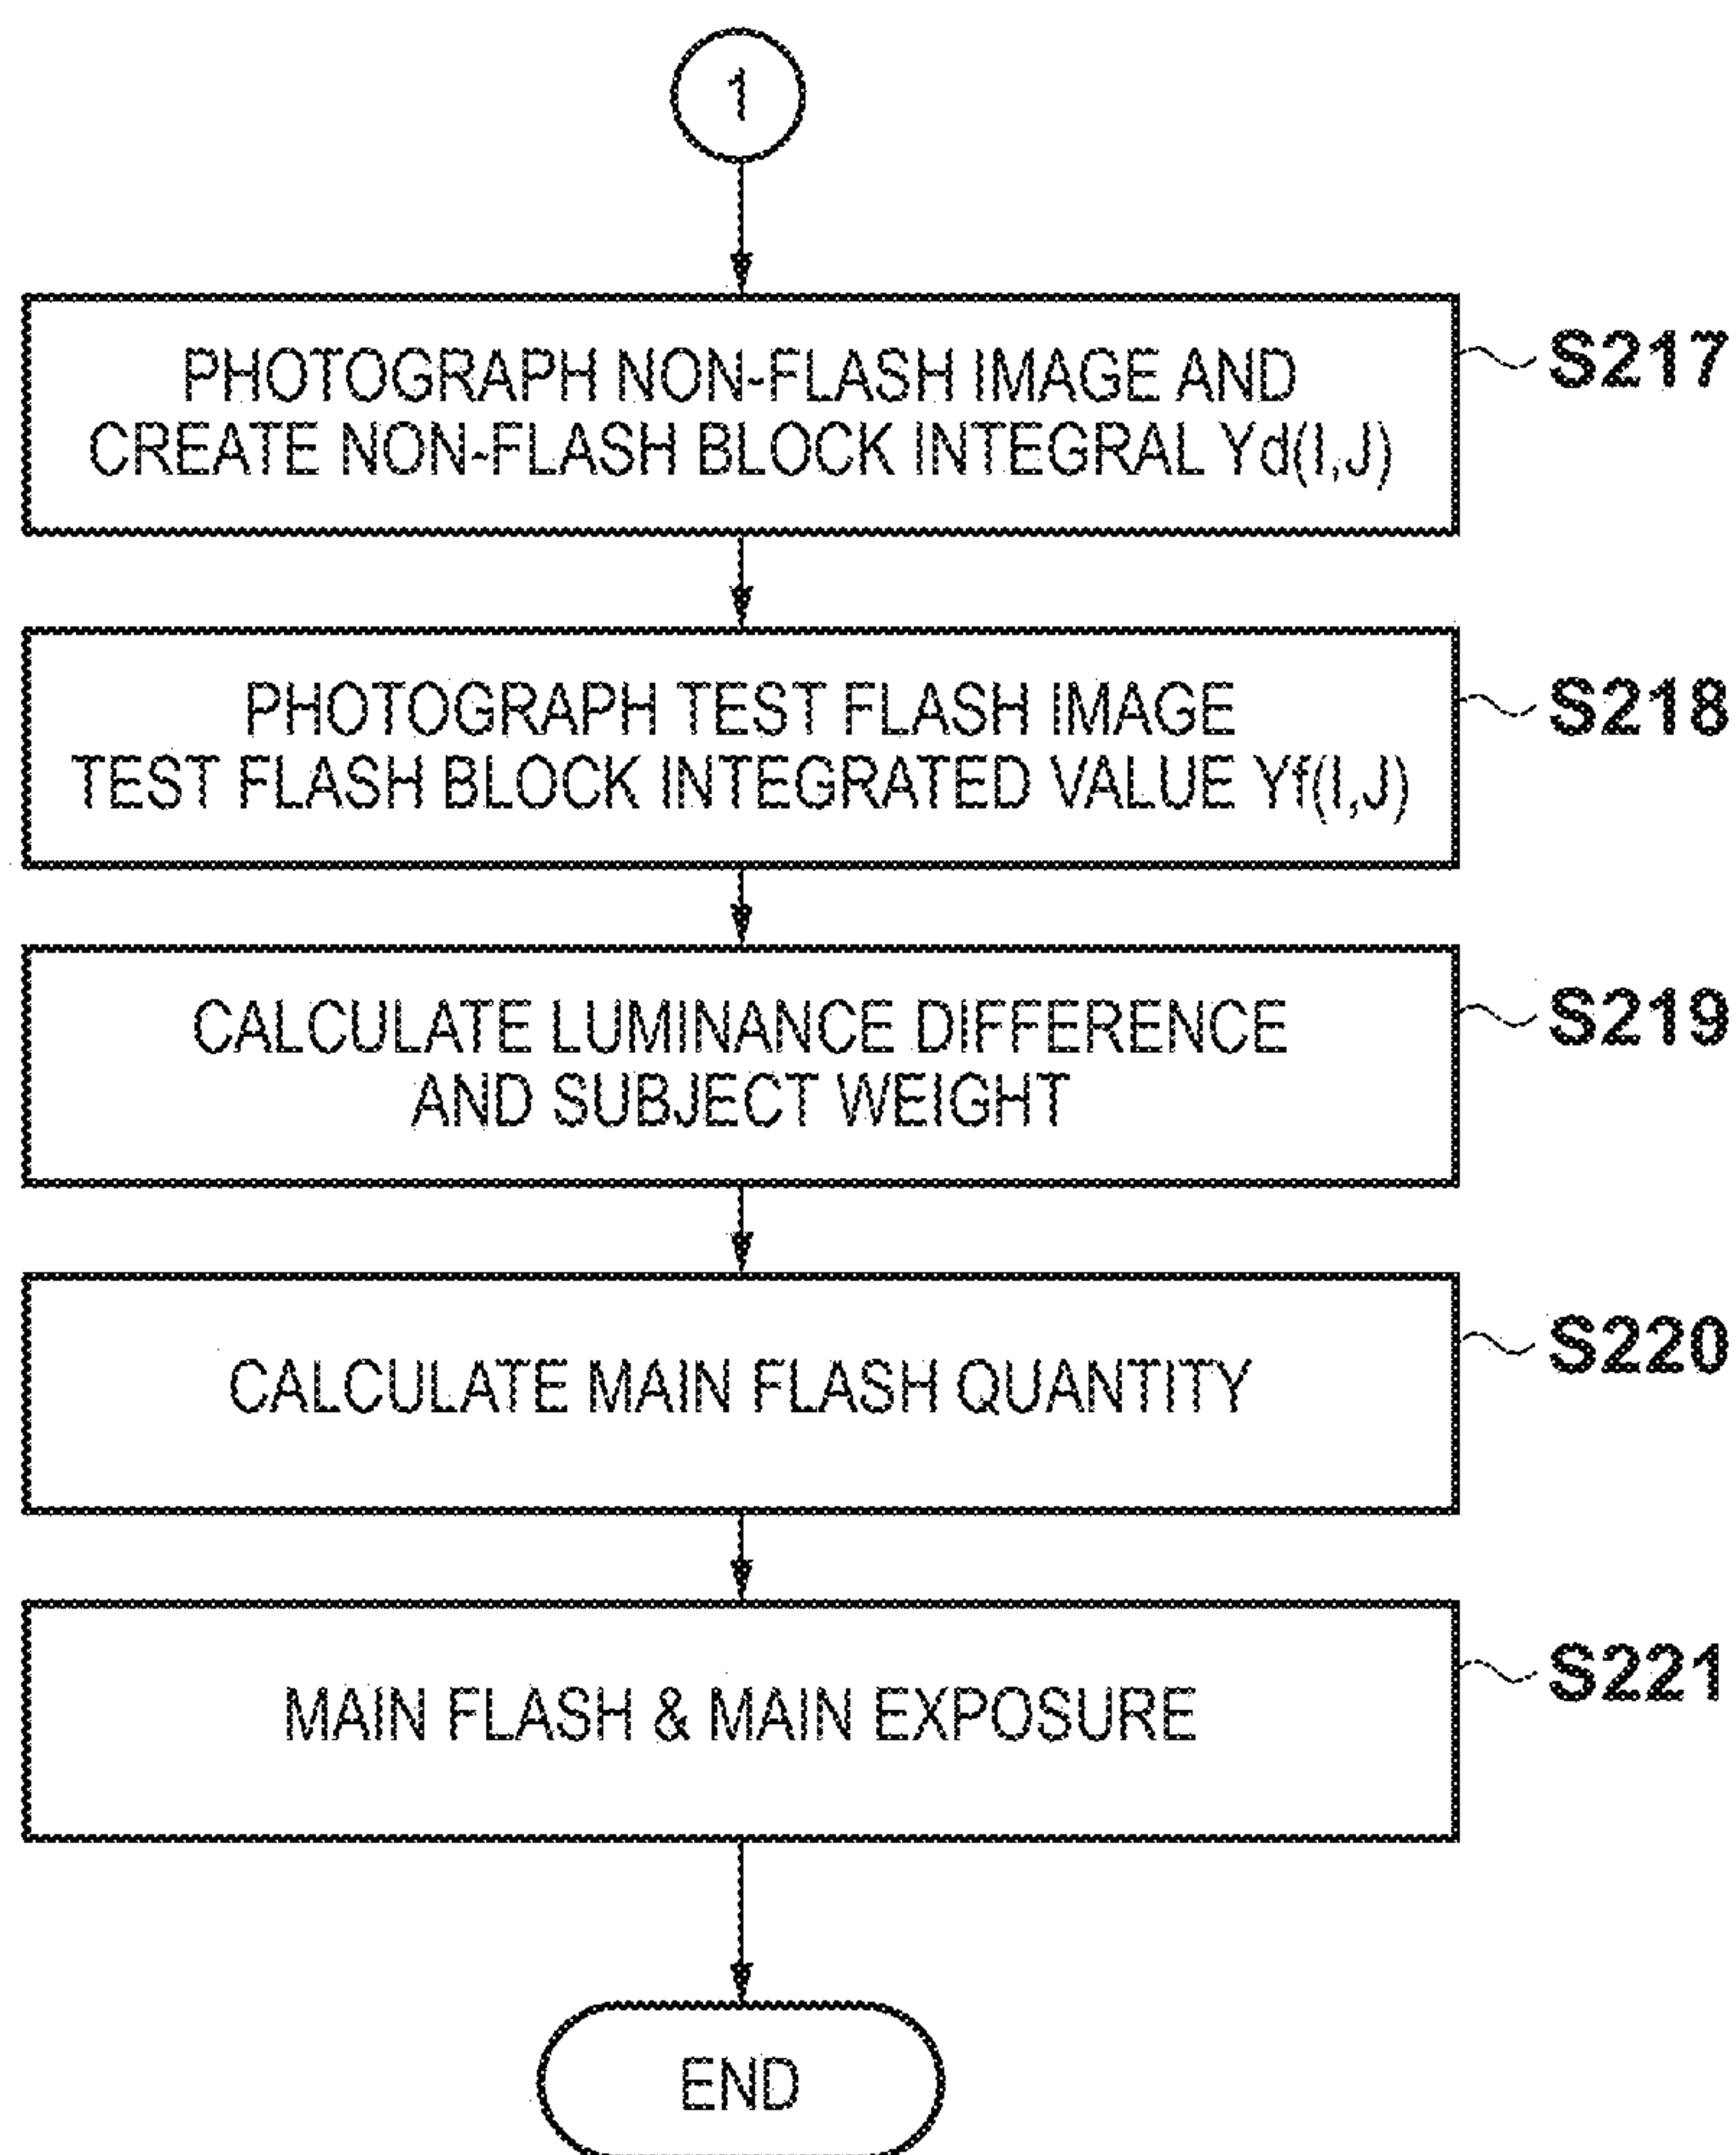 1
PHOTOGRAPH NON-FLASH IMAGE AND
CREATE NON-FLASH BLOCK INTEGRAL Yd(I,J)
S217
PHOTOGRAPH TEST FLASH IMAGE
TEST FLASH BLOCK INTEGRATED VALUE Yf(I,J)
S218
CALCULATE LUMINANCE DIFFERENCE
AND SUBJECT WEIGHT
S219
CALCULATE MAIN FLASH QUANTITY
S220
MAIN FLASH & MAIN EXPOSURE
S221
END